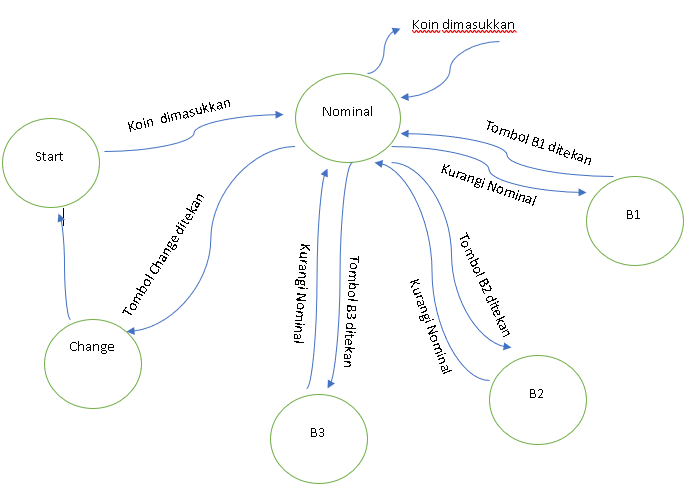 Koin dimasukkan
Nominal
Koin dimasukkan
Start
Tombol B1 ditekan
Kurangi Nominal
B1
Tombol Change ditekan
Kurangi Nominal
Tombol B3 ditekan
Tombol B2 ditekan
Kurangi Nominal
Change
B2
B3